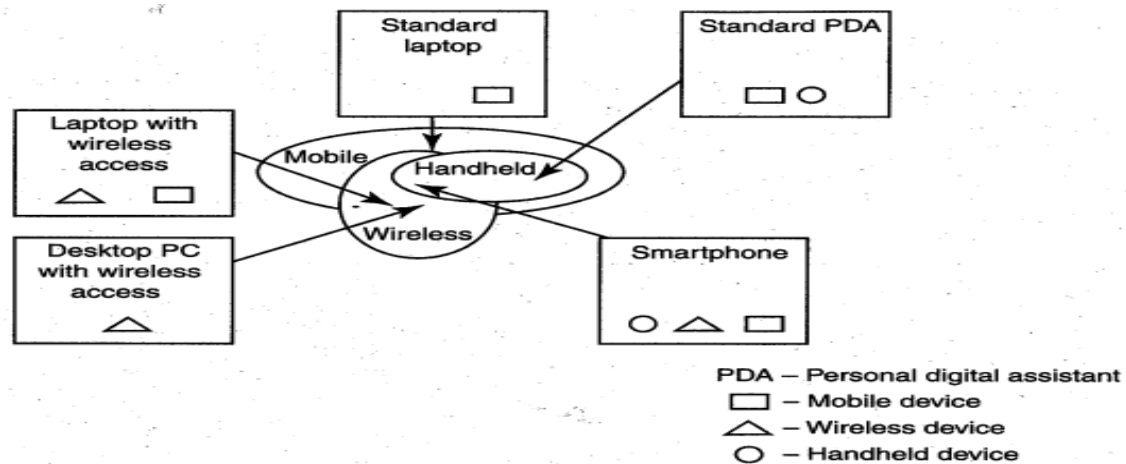 Standard
laptop
Standard PDA
Laptop with
wireless
access
Mobile
Handheld
Wireless
Desktop PC
with wireless
access
Smartphone
PDA – Personal digital assistant
– Mobile device
– Wireless device
– Handheld device